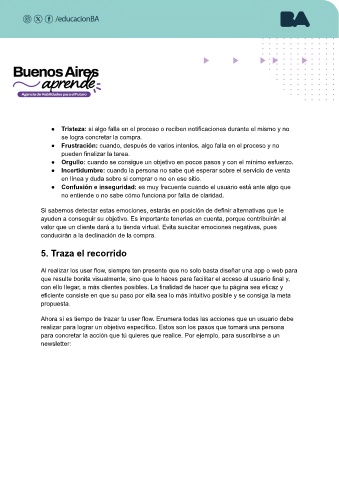 /educacionBA
BA
Buenos Aires
aprende
Agencia de Habilidades para el Futuro
● Tristeza: si algo falla en el proceso o reciben notificaciones durante el mismo y no
se logra concretar la compra.
● Frustración: cuando, después de varios intentos, algo falla en el proceso y no
pueden finalizar la tarea.
● Orgullo: cuando se consigue un objetivo en pocos pasos y con el mínimo esfuerzo.
● Incertidumbre: cuando la persona no sabe qué esperar sobre el servicio de venta
en línea y duda sobre si comprar o no en ese sitio.
● Confusión e inseguridad: es muy frecuente cuando el usuario está ante algo que
no entiende o no sabe cómo funciona por falta de claridad.
Si sabemos detectar estas emociones, estarás en posición de definir alternativas que le
ayuden a conseguir su objetivo. Es importante tenerlas en cuenta, porque contribuirán al
valor que un cliente dará a tu tienda virtual. Evita suscitar emociones negativas, pues
conducirán a la declinación de la compra.
5. Traza el recorrido
Al realizar los user flow, siempre ten presente que no solo basta diseñar una app o web para
que resulte bonita visualmente, sino que lo haces para facilitar el acceso al usuario final y,
con ello llegar, a más clientes posibles. La finalidad de hacer que tu página sea eficaz y
eficiente consiste en que su paso por ella sea lo más intuitivo posible y se consiga la meta
propuesta.
Ahora sí es tiempo de trazar tu user flow. Enumera todas las acciones que un usuario debe
realizar para lograr un objetivo específico. Estos son los pasos que tomará una persona
para concretar la acción que tú quieres que realice. Por ejemplo, para suscribirse a un
newsletter: